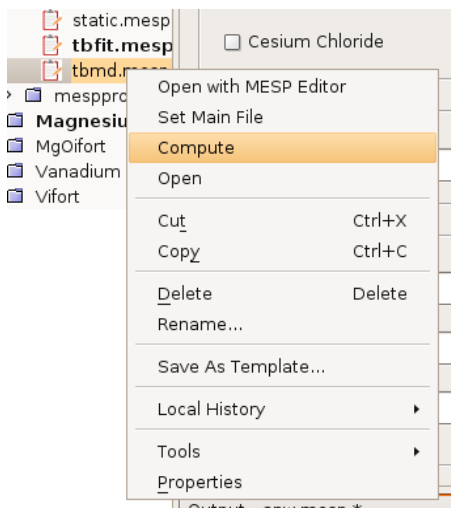 static.mesp
Cesium Chloride
tbfit.mesp
tbmd.mesp
Open with MESP Editor
Set Main File
Compute
Open
Cut Ctrl+X
Copy Ctrl+C
Delete Delete
Rename...
Save As Template...
Local History
Tools
Properties
Magnesiu
MgOifort
Vanadium
Vifort